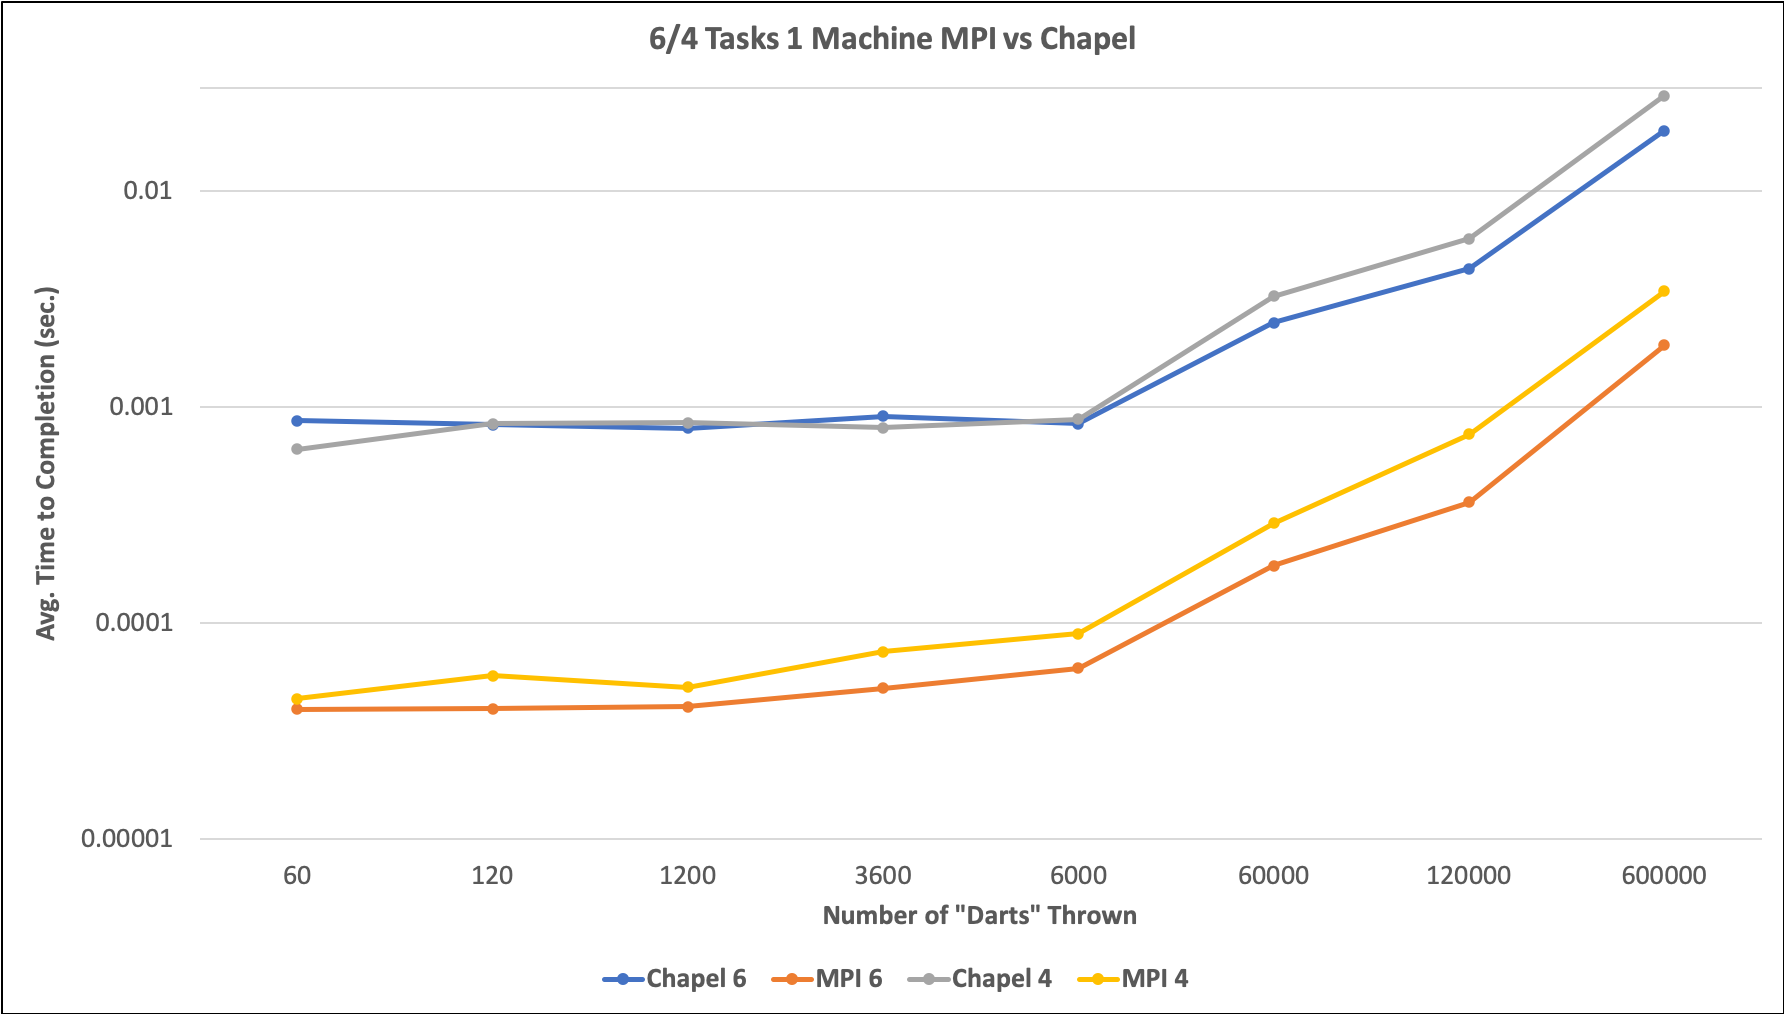 6/4 Tasks 1 Machine MPI vs Chapel
0.01
0.001
0.0001
0.00001
Avg. Time to Completion (sec.)
60 120 1200 3600 6000 60000 120000 600000
Number of "Darts" Thrown
Chapel 6 MPI 6 Chapel 4 MPI 4